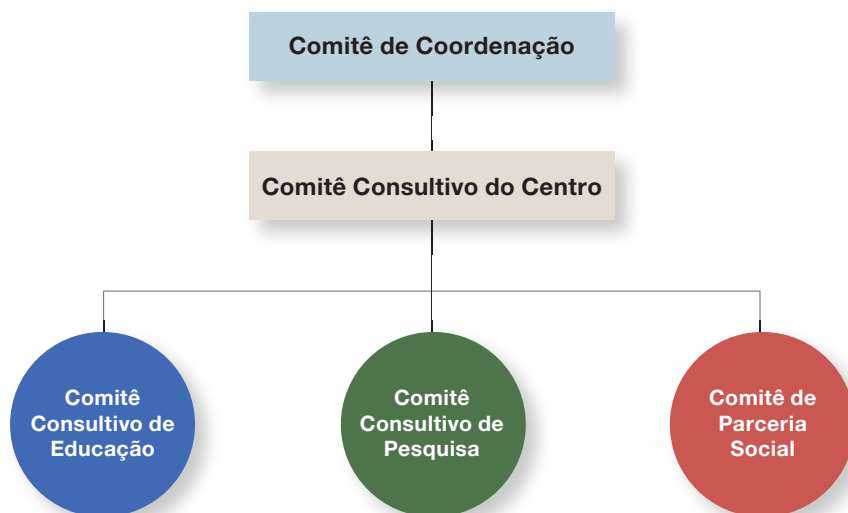 Comitê de Coordenação
Comitê Consultivo do Centro
Comitê
Consultivo de
Educação
Comitê
Consultivo de
Pesquisa
Comitê de
Parceria
Social